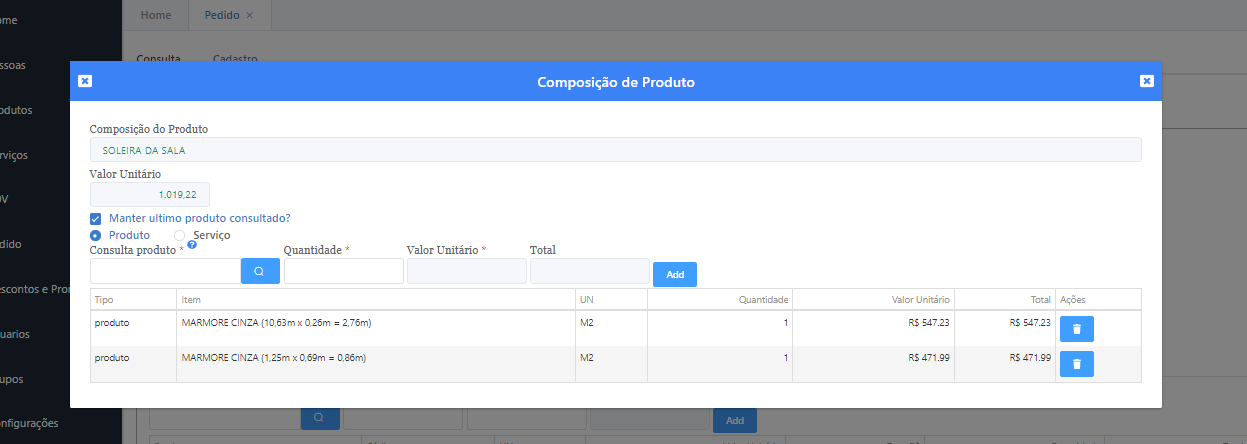 ome
Home
Pedido ×
Consulta
Cadastro
ssoas
Composição de Produto
odutos
Composição do Produto
SOLEIRA DA SALA
rviços
Valor Unitário
1.019,22
Manter ultimo produto consultado?
Produto
Serviço
dido
Consulta produto * ?
Quantidade *
Valor Unitário *
Total
Add
escontos e Pror
Tipo
Item
UN
Quantidade
Valor Unitário
Total
Ações
produto
MARMORE CINZA (10,63m x 0,26m = 2,76m)
M2
1
R$ 547.23
R$ 547.23
uarios
produto
MARMORE CINZA (1,25m x 0,69m = 0,86m)
M2
1
R$ 471.99
R$ 471.99
upos
nfigurações
Add